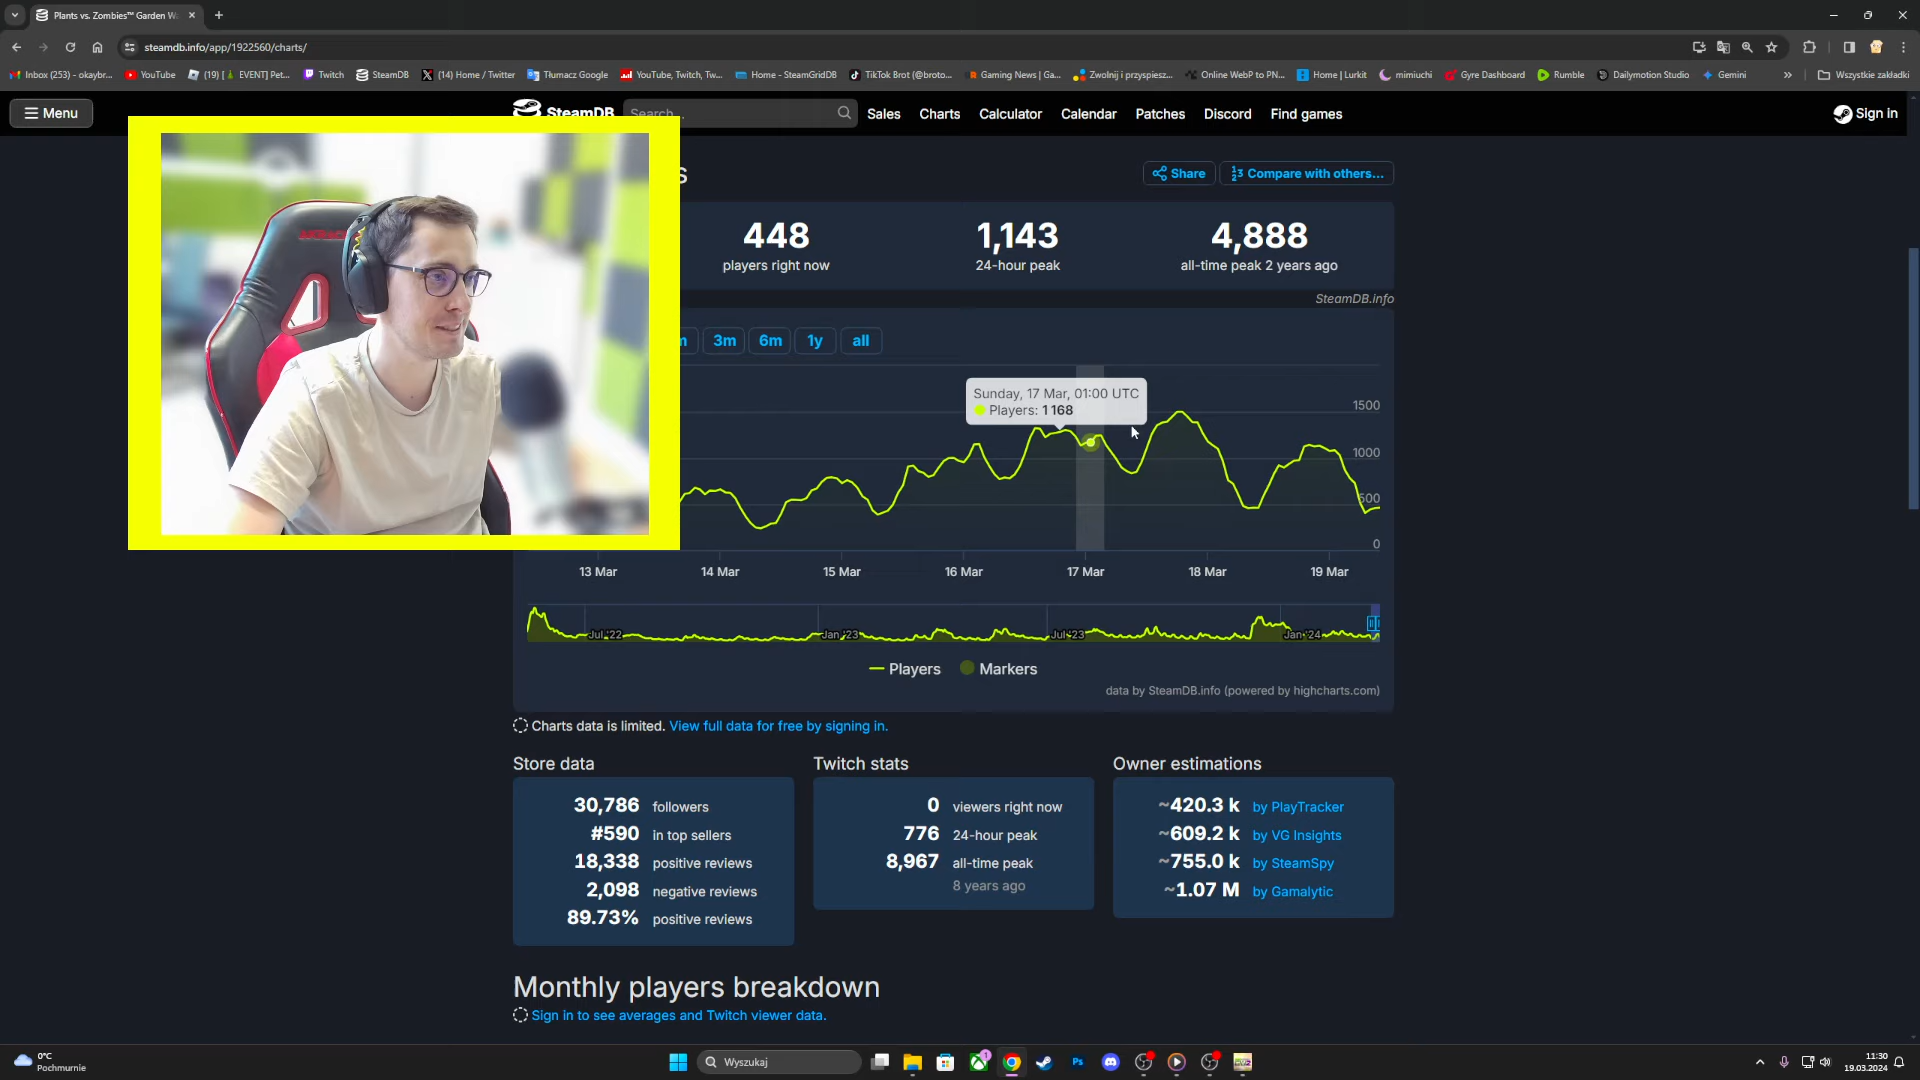 Plants vs. Zombies™ Garden W
steamdb.info/app/1922560/charts/
Inbox (253) - okaybr...
YouTube
(19) [ EVENT] Pet...
Twitch
SteamDB
(14) Home / Twitter
Tłumacz Google
YouTube, Twitch, Tw...
Home - SteamGridDB
TikTok Brot (@broto...
Gaming News | Ga...
Zwolnij i przyspiesz...
Online WebP to PN...
Home | Lurkit
mimiuchi
Gyre Dashboard
Rumble
Dailymotion Studio
Gemini
»
Wszystkie zakładki
Menu
SteamDB
Search...
Sales
Charts
Calculator
Calendar
Patches
Discord
Find games
Sign in
s
Share
Compare with others...
448
players right now
1,143
24-hour peak
4,888
all-time peak 2 years ago
SteamDB.info
m
3m
6m
1y
all
Sunday, 17 Mar, 01:00 UTC
Players: 1 168
1500
1000
500
0
13 Mar
14 Mar
15 Mar
16 Mar
17 Mar
18 Mar
19 Mar
Jul '22
Jan '23
Jul '23
Jan '24
Players
Markers
data by SteamDB.info (powered by highcharts.com)
Charts data is limited. View full data for free by signing in.
Store data
30,786 followers
#590 in top sellers
18,338 positive reviews
2,098 negative reviews
89.73% positive reviews
Twitch stats
0 viewers right now
776 24-hour peak
8,967 all-time peak
8 years ago
Owner estimations
~420.3 k by PlayTracker
~609.2 k by VG Insights
~755.0 k by SteamSpy
~1.07 M by Gamalytic
Monthly players breakdown
Sign in to see averages and Twitch viewer data.
0°C
Pochmurnie
Wyszukaj
1
Ps
11:30
19.03.2024